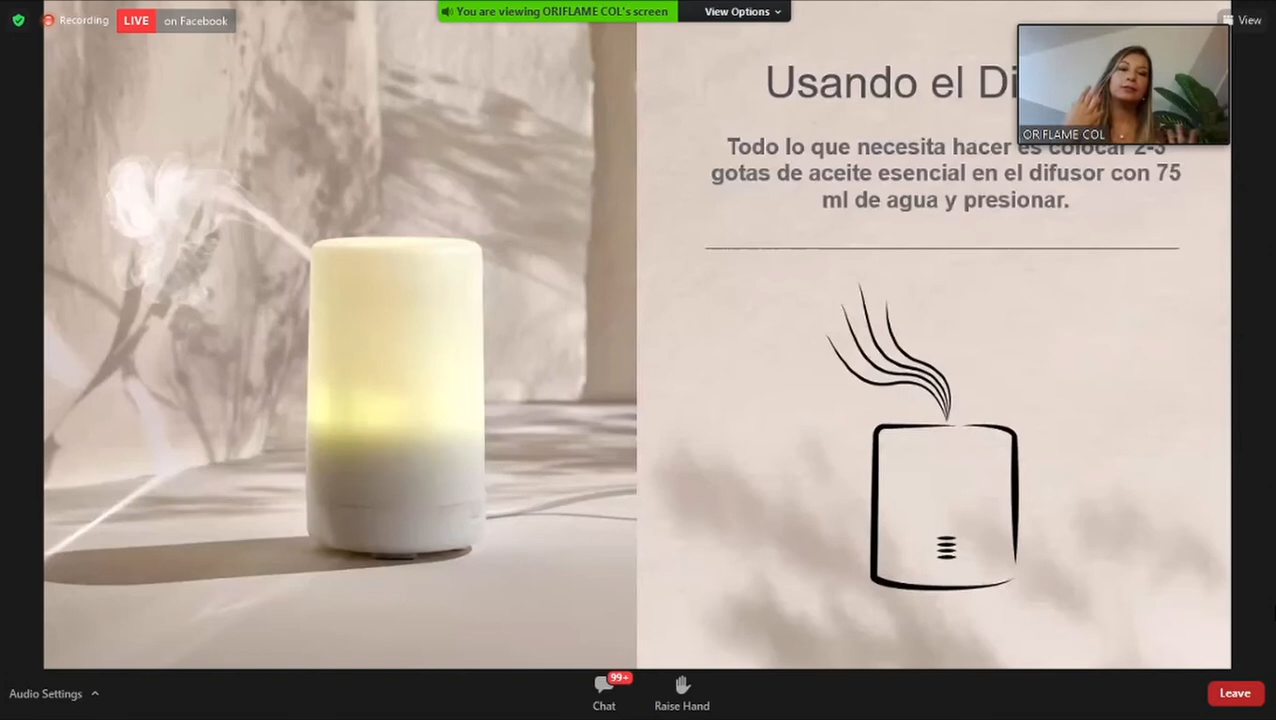 Recording
LIVE on Facebook
You are viewing ORIFLAME COL's screen
View Options
View
Usando el Di
ORIFLAME COL
Todo lo que necesita hacer es colocar 2-3
gotas de aceite esencial en el difusor con 75
ml de agua y presionar.
Audio Settings
99+
Chat
Raise Hand
Leave